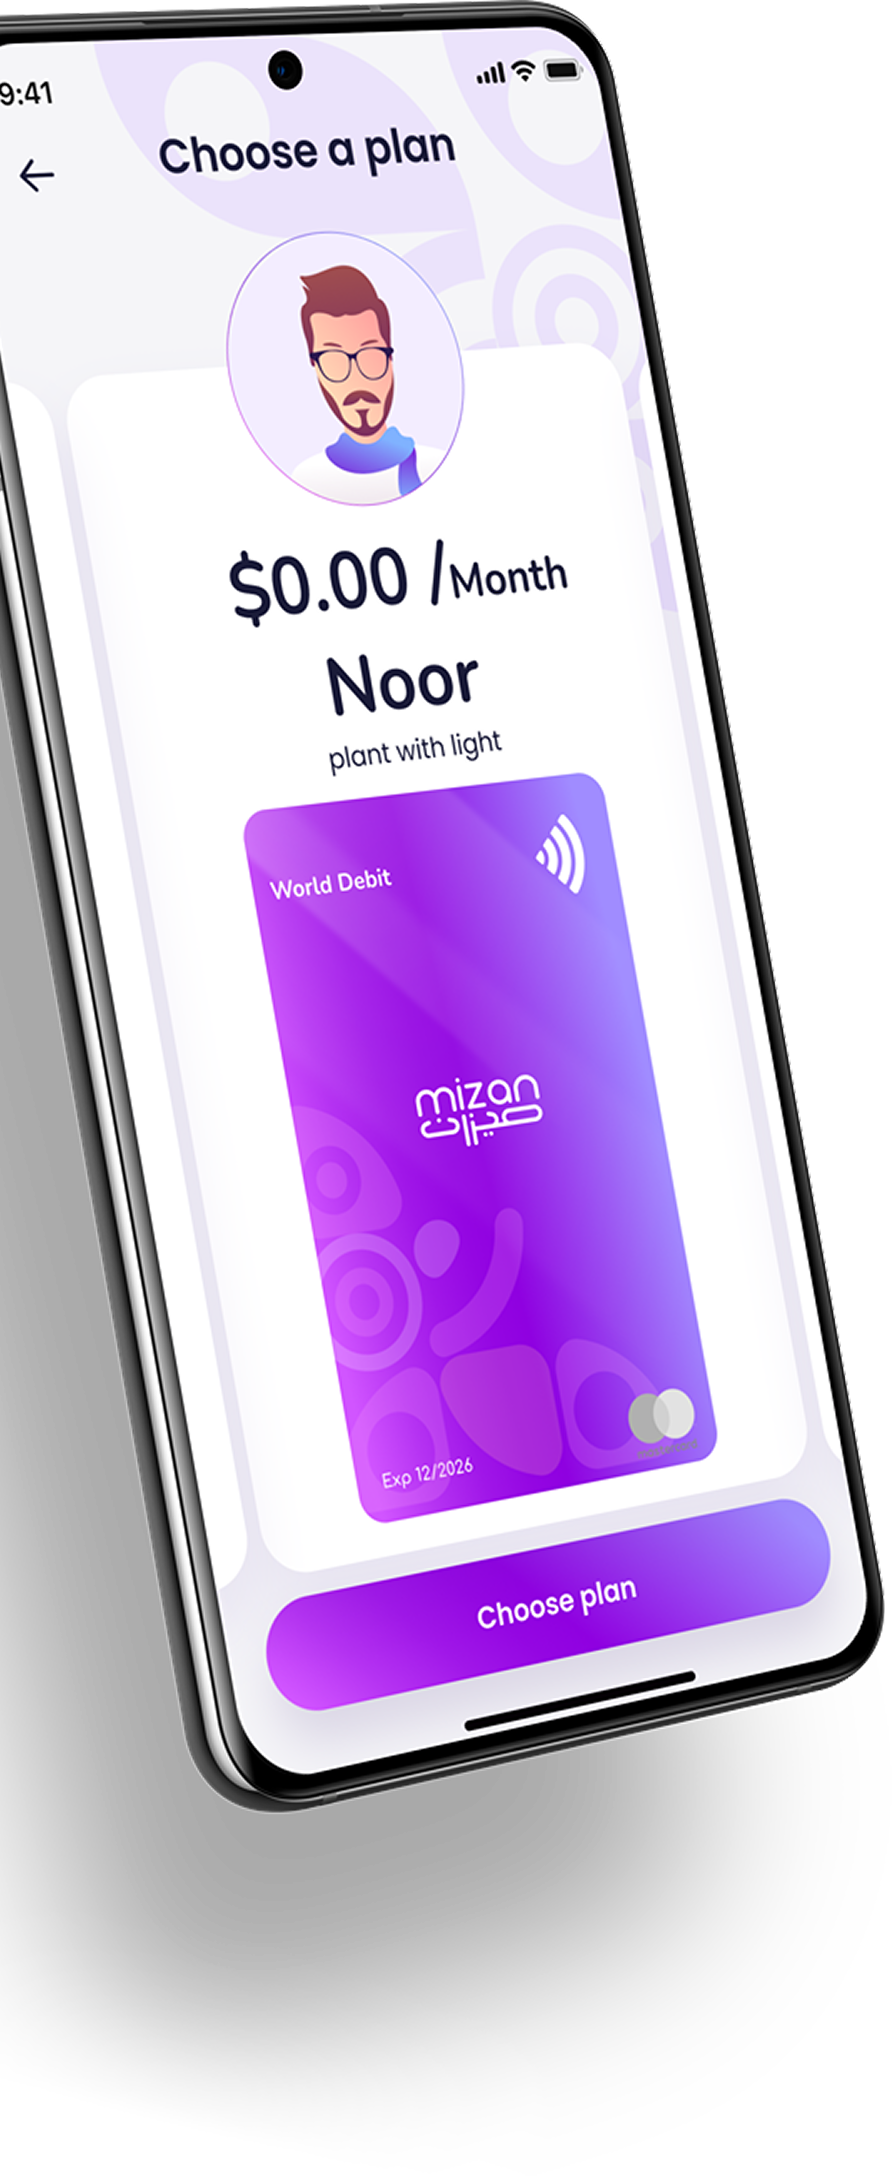 9:41
Choose a plan
$0.00 /Month
Noor
plant with light
World Debit
mizan
ميزان
Exp 12/2026
mastercard
Choose plan